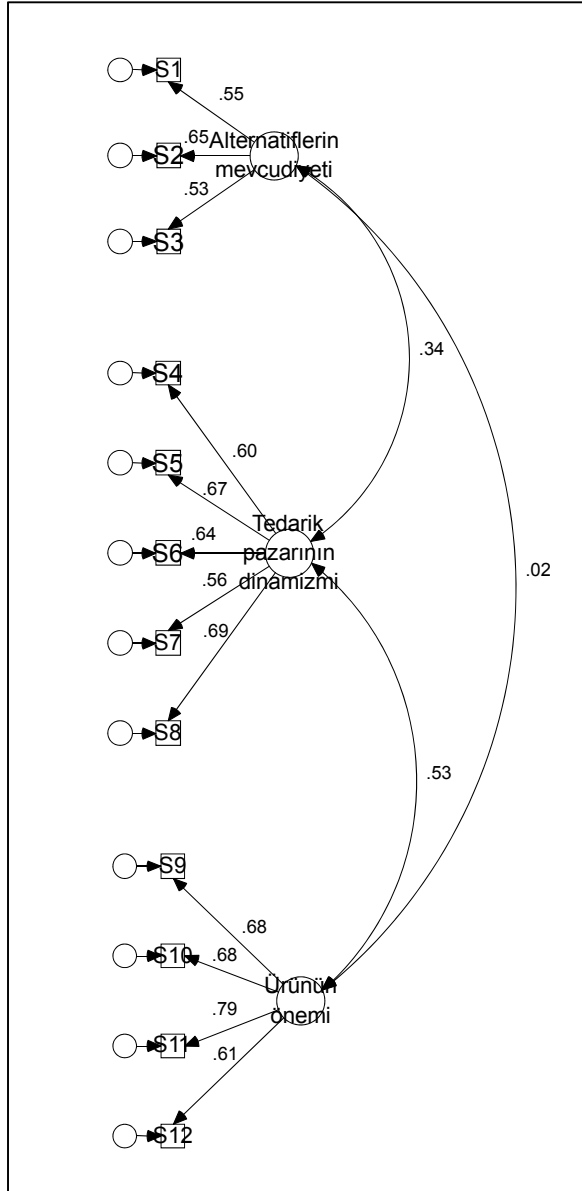 S1
.55
.65
Alternatiflerin
mevcudiyeti
S2
.53
S3
.34
S4
.60
S5
.67
Tedarik
pazarının
dinamizmi
.64
S6
.56
S7
.69
S8
.02
.53
S9
.68
S10
.68
Ürünün
önemi
.79
S11
.61
S12